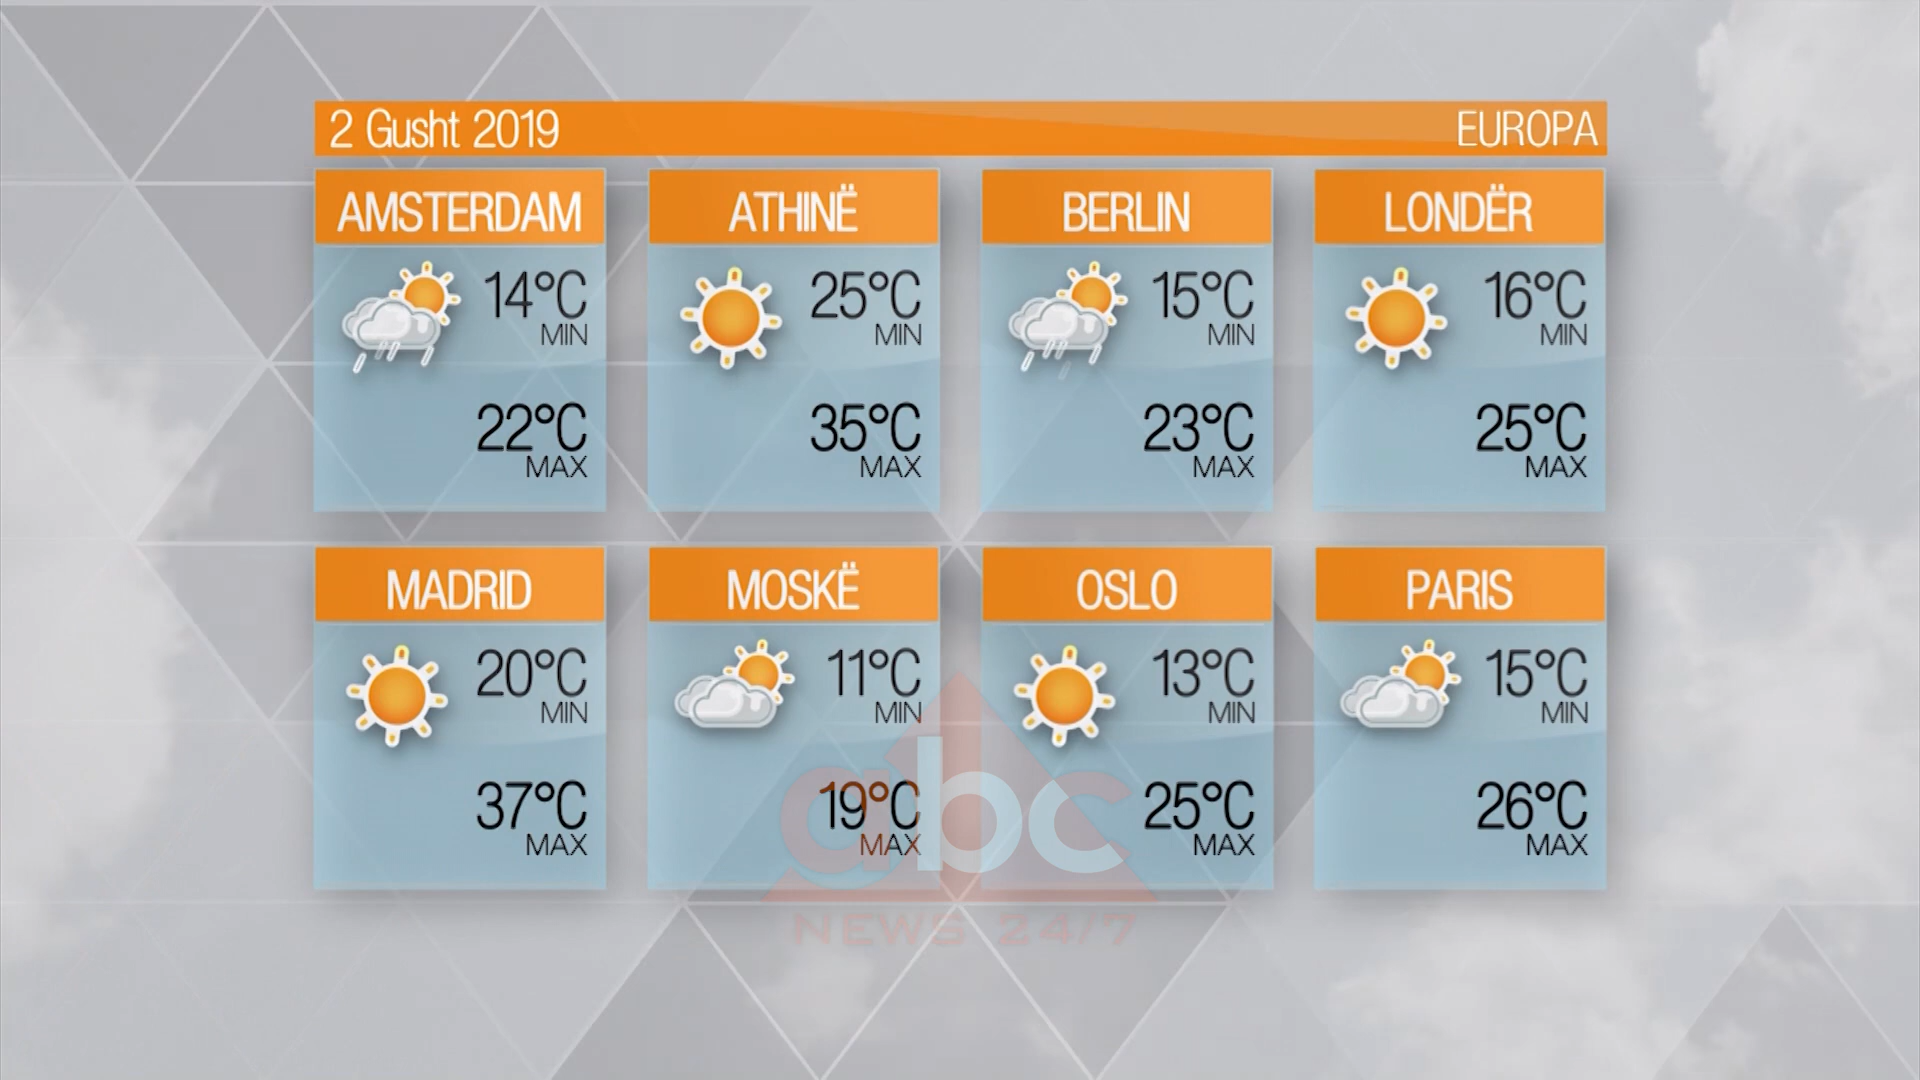 2 Gusht 2019
EUROPA
AMSTERDAM
14°C
MIN
22°C
MAX
ATHINË
25°C
MIN
35°C
MAX
BERLIN
15°C
MIN
23°C
MAX
LONDËR
16°C
MIN
25°C
MAX
MADRID
20°C
MIN
37°C
MAX
MOSKË
11°C
MIN
19°C
MAX
OSLO
13°C
MIN
25°C
MAX
PARIS
15°C
MIN
26°C
MAX
abc
NEWS 24/7